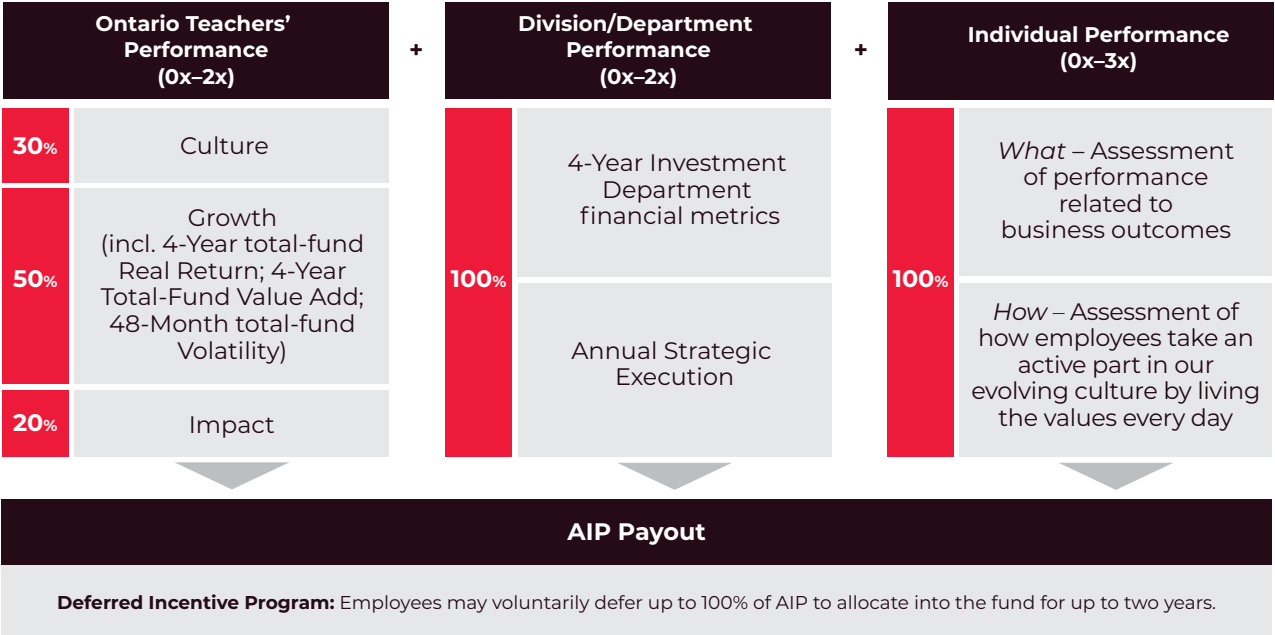 Ontario Teachers’
Performance
(0x–2x)
+
Division/Department
Performance
(0x–2x)
+
Individual Performance
(0x–3x)
30%
Culture
50%
Growth
(incl. 4-Year total-fund
Real Return; 4-Year
Total-Fund Value Add;
48-Month total-fund
Volatility)
20%
Impact
100%
4-Year Investment
Department
financial metrics
Annual Strategic
Execution
100%
What – Assessment
of performance
related to
business outcomes
How – Assessment of
how employees take an
active part in our
evolving culture by living
the values every day
AIP Payout
Deferred Incentive Program: Employees may voluntarily defer up to 100% of AIP to allocate into the fund for up to two years.